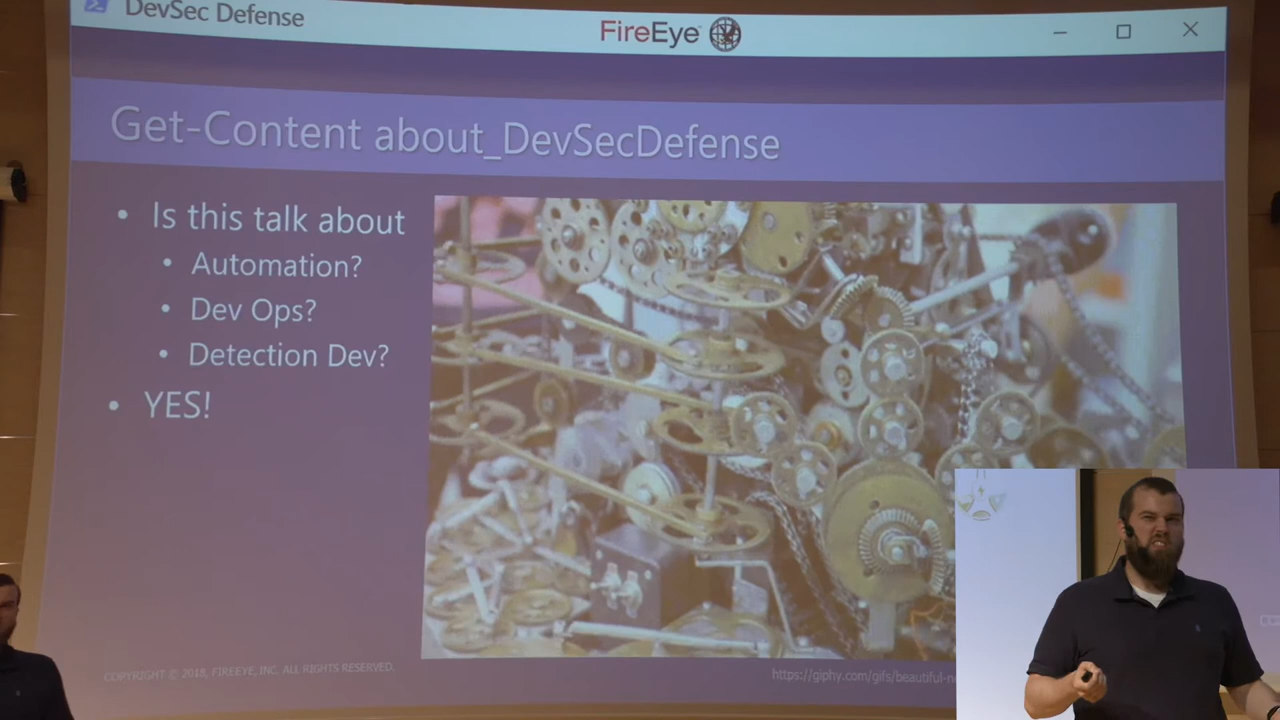 DevSec Defense
FireEye
Get-Content about_DevSecDefense
• Is this talk about
• Automation?
• Dev Ops?
• Detection Dev?
• YES!
COPYRIGHT © 2018, FIREEYE, INC. ALL RIGHTS RESERVED.
https://giphy.com/gifs/beautiful-